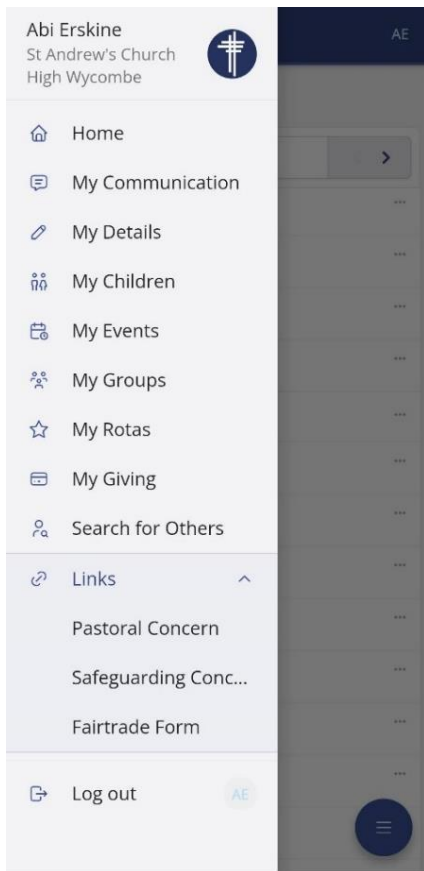 Abi Erskine
St Andrew's Church
High Wycombe
AE
Home
My Communication
My Details
My Children
My Events
My Groups
My Rotas
My Giving
Search for Others
Links
Pastoral Concern
Safeguarding Conc...
Fairtrade Form
Log out
AE